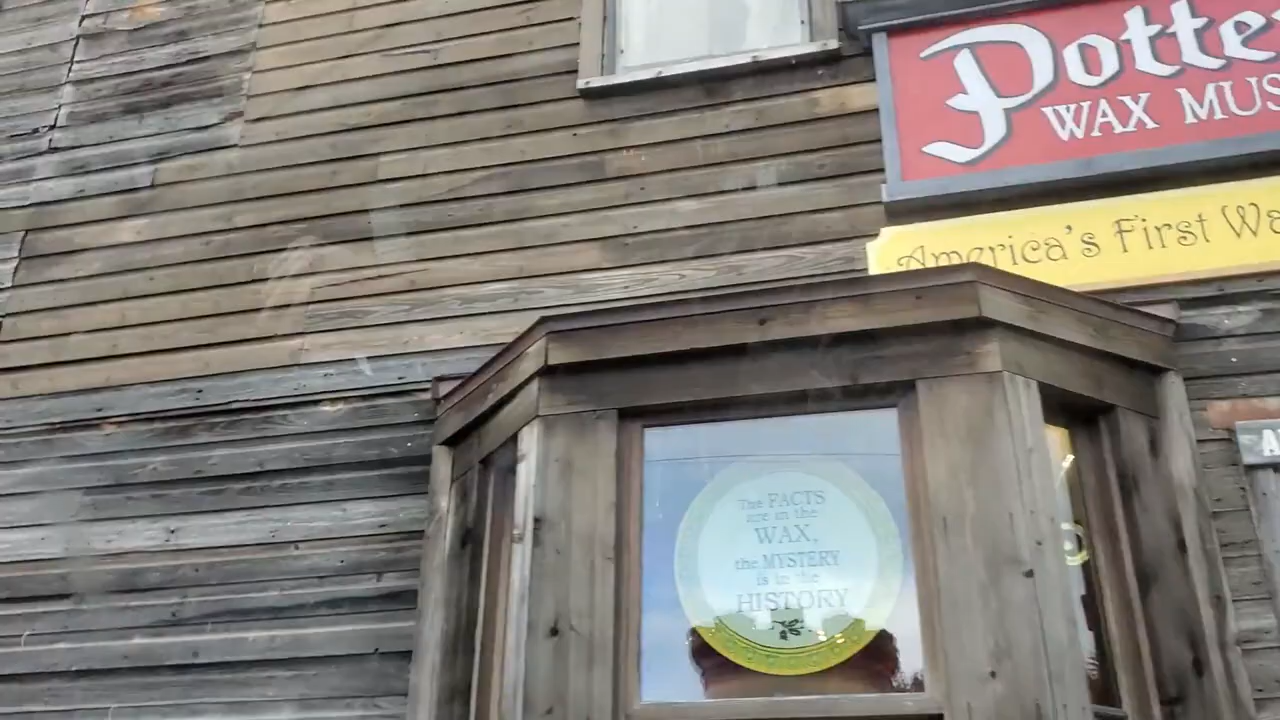 Potte
WAX MUS
America's First Wa
The FACTS
are in the
WAX,
the MYSTERY
is in the
HISTORY